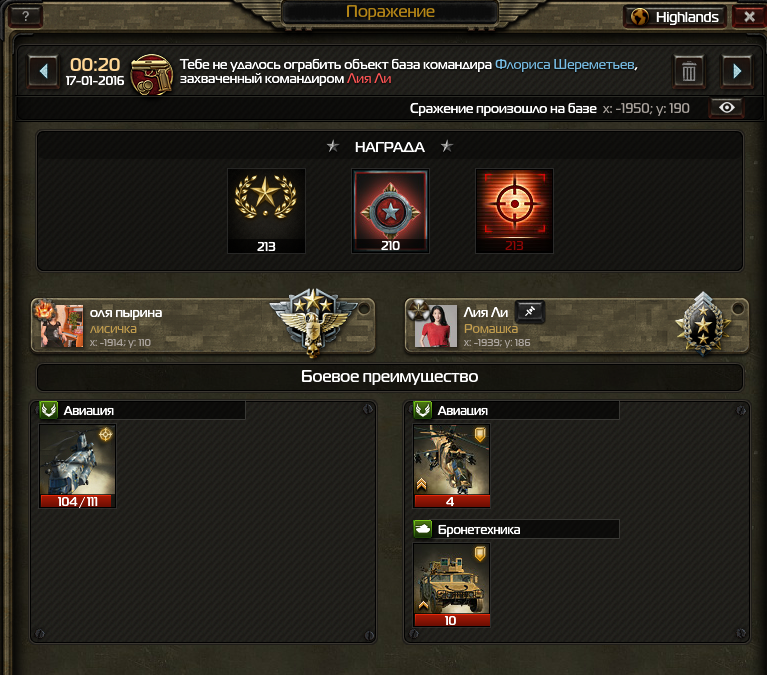 ?
Поражение
Highlands
00:20
17-01-2016
Тебе не удалось ограбить объект база командира Флориса Шереметьев,
захваченный командиром Лия Ли
Сражение произошло на базе x: -1950; y: 190
НАГРАДА
213
210
213
оля пырина
лисичка
x: -1914; y: 110
Лия Ли
Ромашка
x: -1939; y: 186
Боевое преимущество
Авиация
104 / 111
Авиация
4
Бронетехника
10